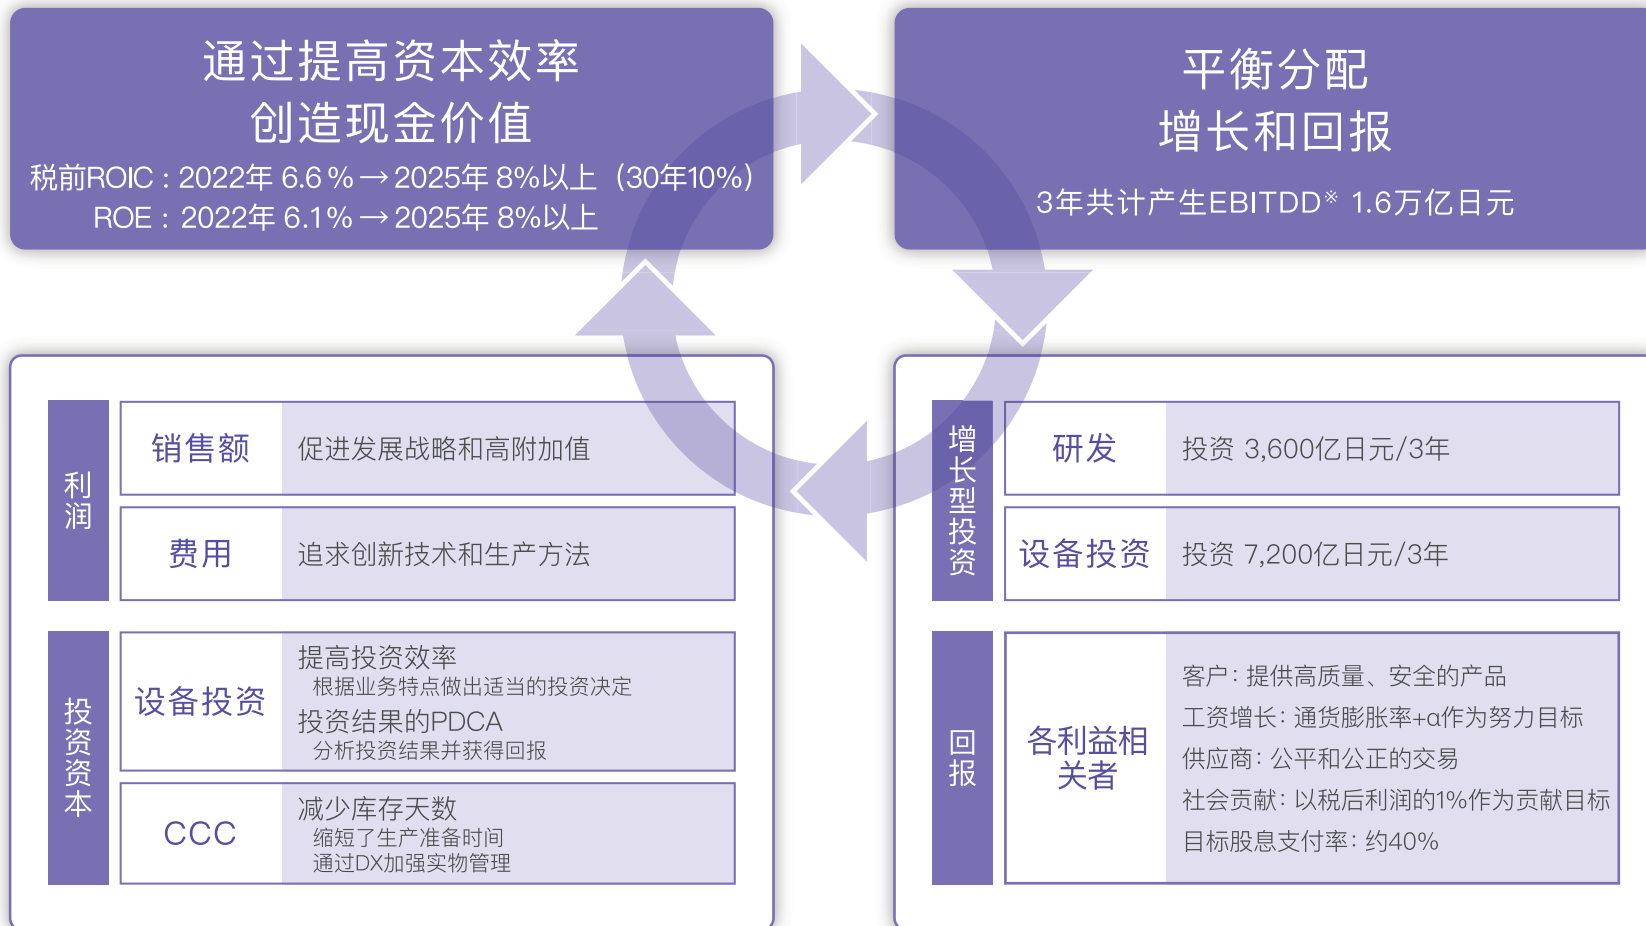 通过提高资本效率
创造现金价值
税前ROIC：2022年 6.6％→2025年 8%以上（30年10%）
ROE：2022年 6.1%→2025年 8%以上
平衡分配
增长和回报
3年共计产生EBITDD※ 1.6万亿日元
利润
销售额
促进发展战略和高附加值
费用
追求创新技术和生产方法
投资资本
设备投资
提高投资效率
根据业务特点做出适当的投资决定
投资结果的PDCA
分析投资结果并获得回报
CCC
减少库存天数
缩短了生产准备时间
通过DX加强实物管理
增长型投资
研发
投资 3,600亿日元/3年
设备投资
投资 7,200亿日元/3年
回报
各利益相
关者
客户：提供高质量、安全的产品
工资增长：通货膨胀率+α作为努力目标
供应商：公平和公正的交易
社会贡献：以税后利润的1%作为贡献目标
目标股息支付率：约40%